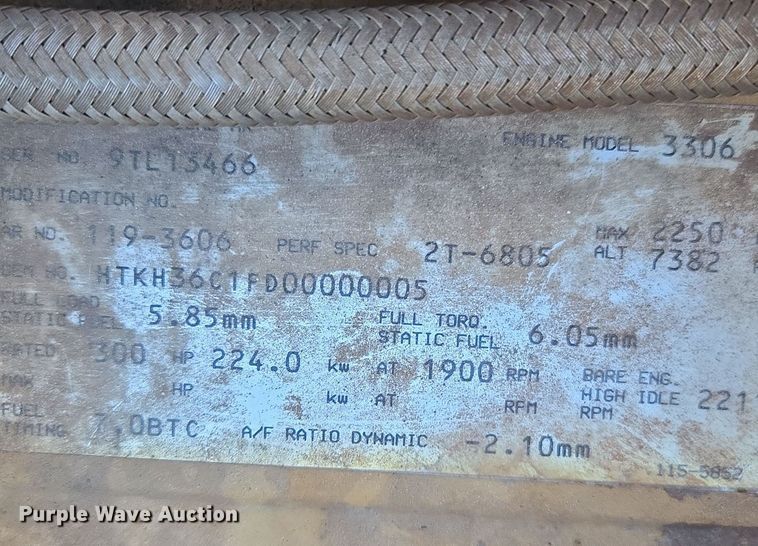 ENGINE MODEL 3306
SER NO. 9TL13466
MODIFICATION NO.
AR NO. 119-3606 PERF SPEC 2T-6805 MAX ALT 2250 7382
OEM NO. HTKH36C1FD00000005
FULL LOAD STATIC FUEL 5.85mm FULL TORQ. STATIC FUEL 6.05mm
RATED 300 HP 224.0 kw AT 1900 RPM BARE ENG. HIGH IDLE RPM 2211
MAX HP kw AT RPM
FUEL TIMING 7.0BTC A/F RATIO DYNAMIC -2.10mm
115-5852
Purple Wave Auction